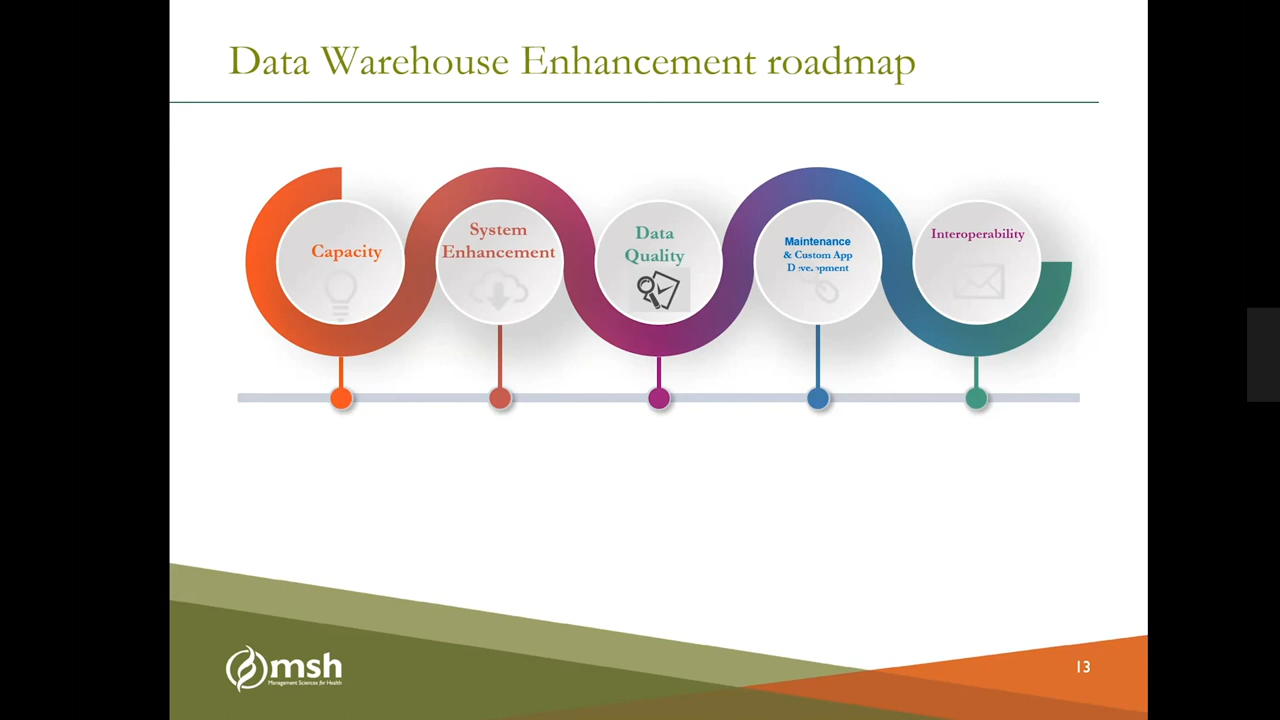 Data Warehouse Enhancement roadmap
Capacity
System
Enhancement
Data
Quality
Maintenance
& Custom App
Interoperability
msh
Management Sciences for Health
13